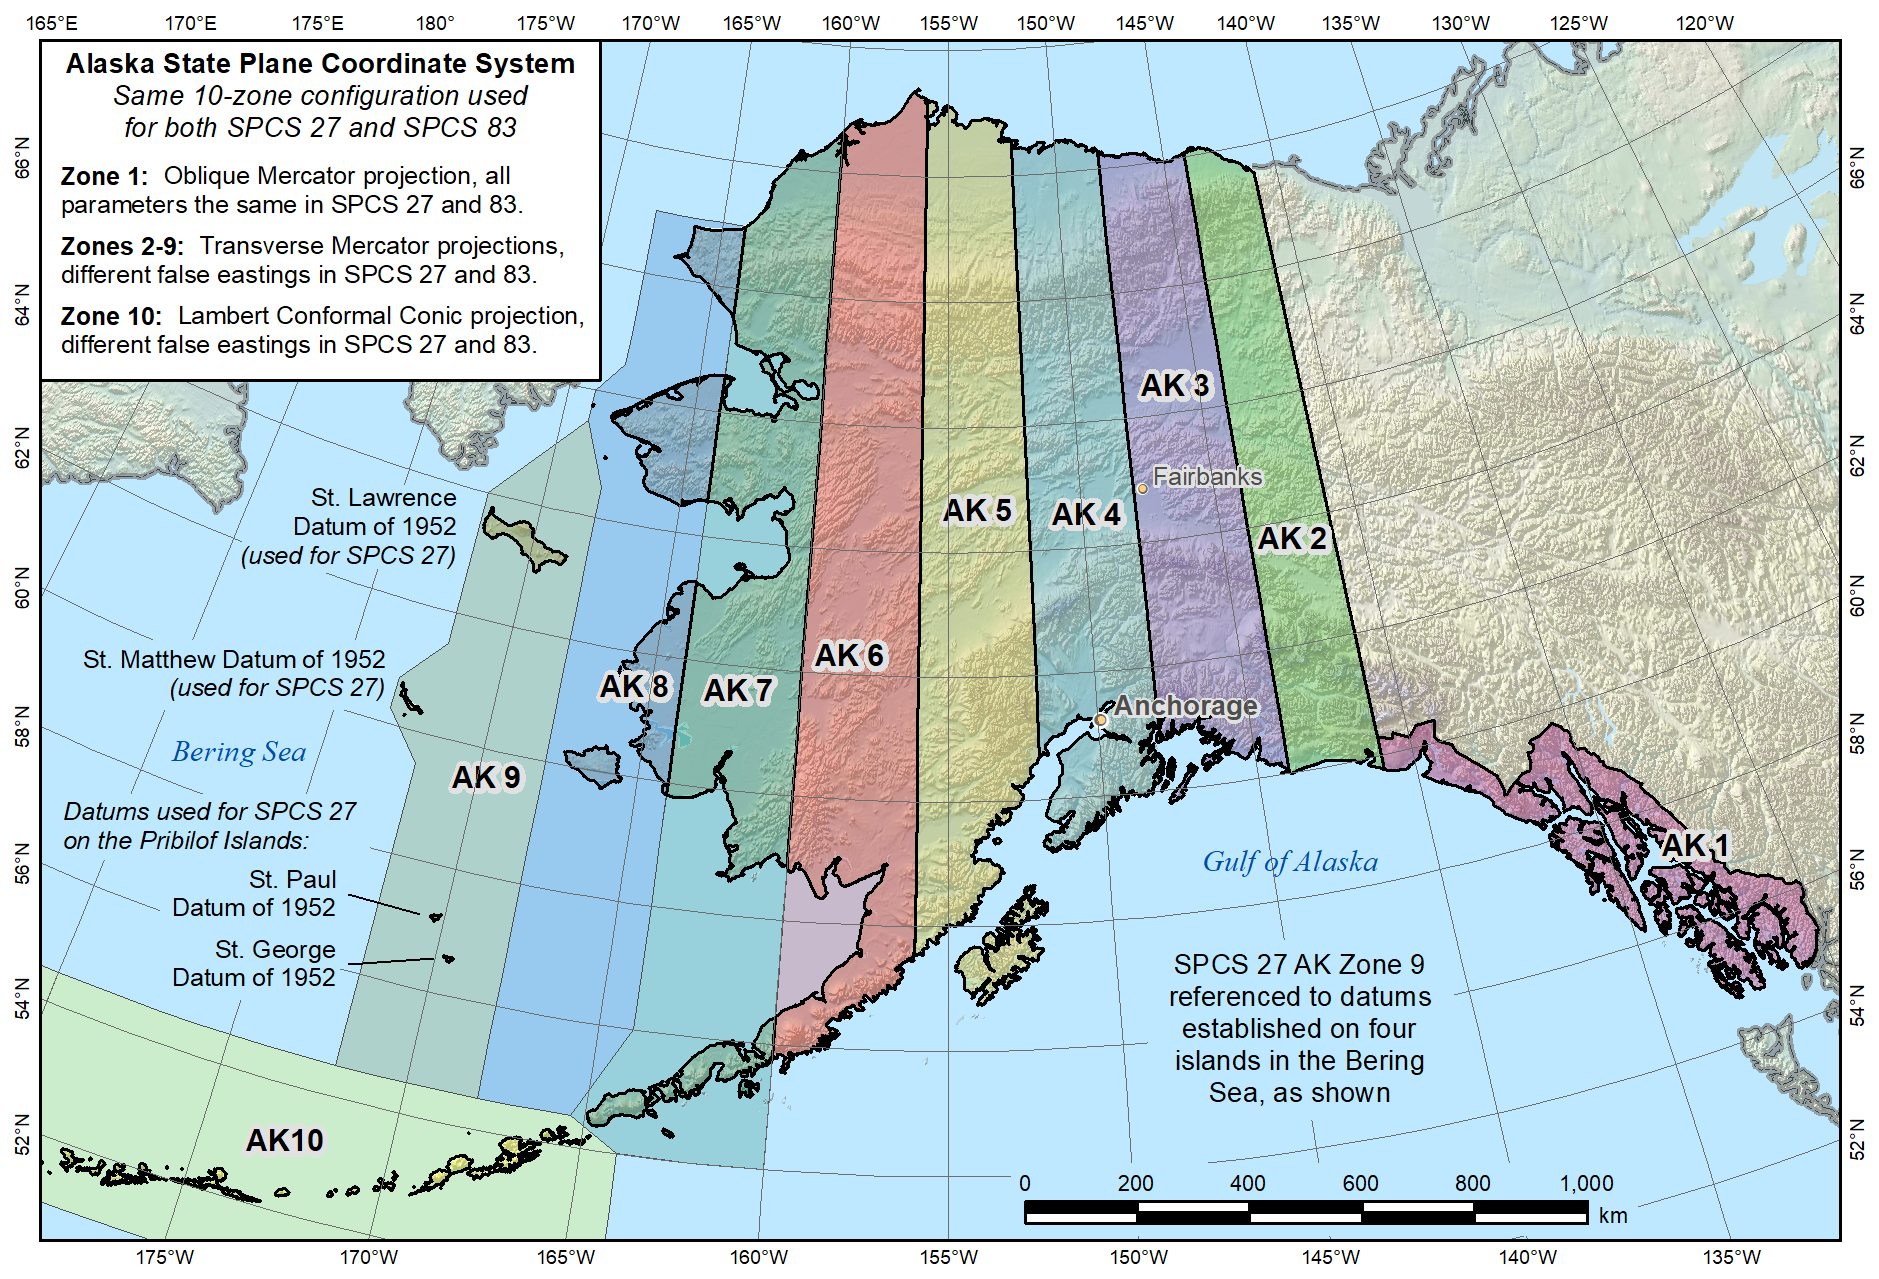 165°E 170°E 175°E 180° 175°W 170°W 165°W 160°W 155°W 150°W 145°W 140°W 135°W 130°W 125°W 120°W
Alaska State Plane Coordinate System
Same 10-zone configuration used
for both SPCS 27 and SPCS 83
Zone 1: Oblique Mercator projection, all
parameters the same in SPCS 27 and 83.
Zones 2-9: Transverse Mercator projections,
different false eastings in SPCS 27 and 83.
Zone 10: Lambert Conformal Conic projection,
different false eastings in SPCS 27 and 83.
66°N
64°N
62°N
60°N
58°N
56°N
54°N
52°N
66°N
64°N
62°N
60°N
58°N
56°N
54°N
52°N
AK 3
Fairbanks
St. Lawrence
Datum of 1952
(used for SPCS 27)
AK 5
AK 4
AK 2
St. Matthew Datum of 1952
(used for SPCS 27)
AK 6
AK 8
AK 7
Anchorage
Bering Sea
AK 9
Datums used for SPCS 27
on the Pribilof Islands:
St. Paul
Datum of 1952
St. George
Datum of 1952
AK 1
Gulf of Alaska
SPCS 27 AK Zone 9
referenced to datums
established on four
islands in the Bering
Sea, as shown
AK10
0 200 400 600 800 1,000
km
175°W 170°W 165°W 160°W 155°W 150°W 145°W 140°W 135°W